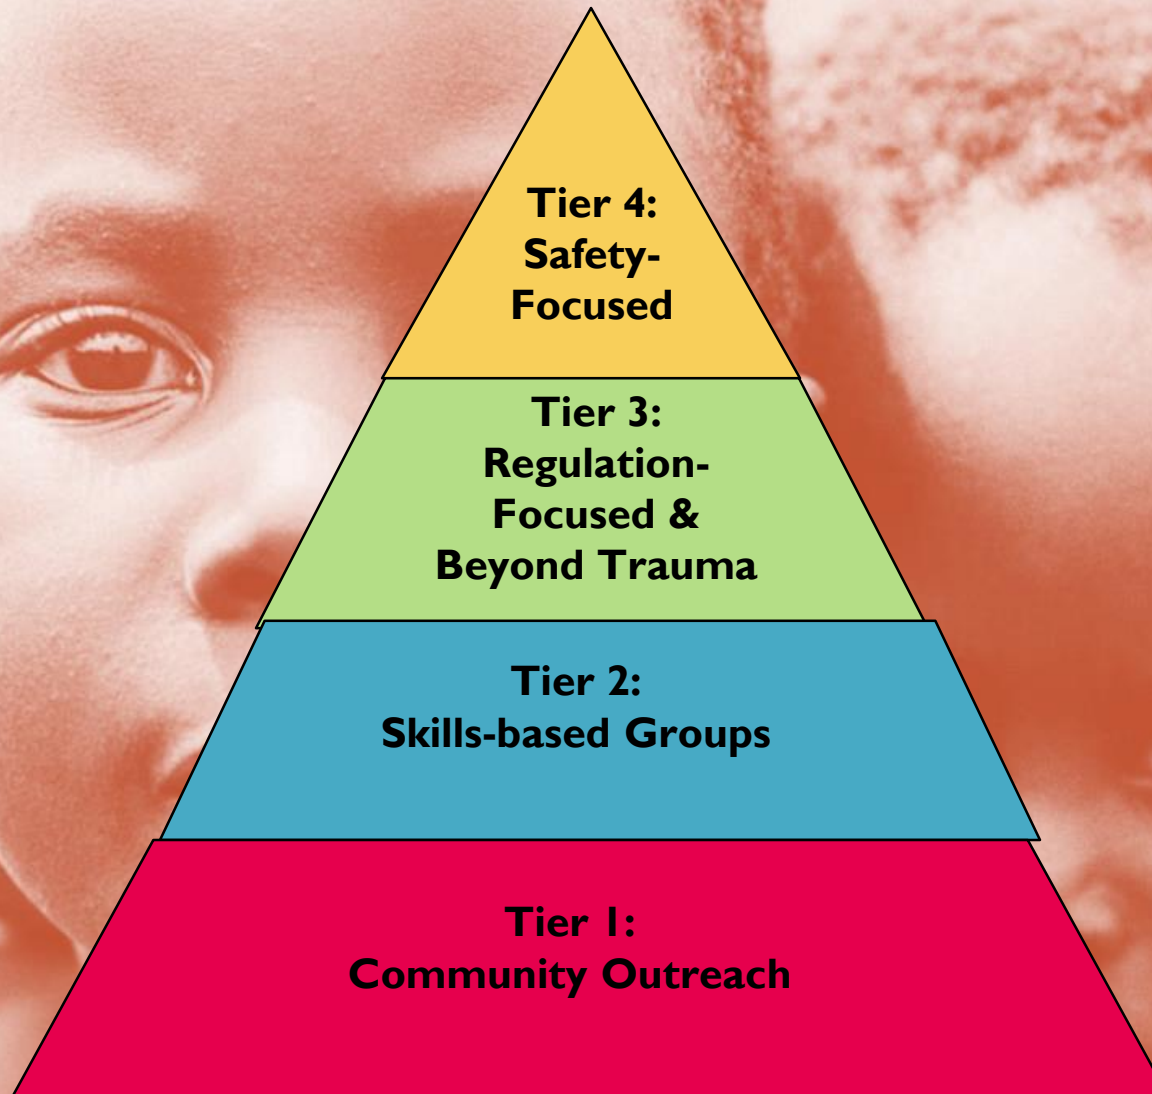 Tier 4:
Safety-
Focused
Tier 3:
Regulation-
Focused &
Beyond Trauma
Tier 2:
Skills-based Groups
Tier 1:
Community Outreach